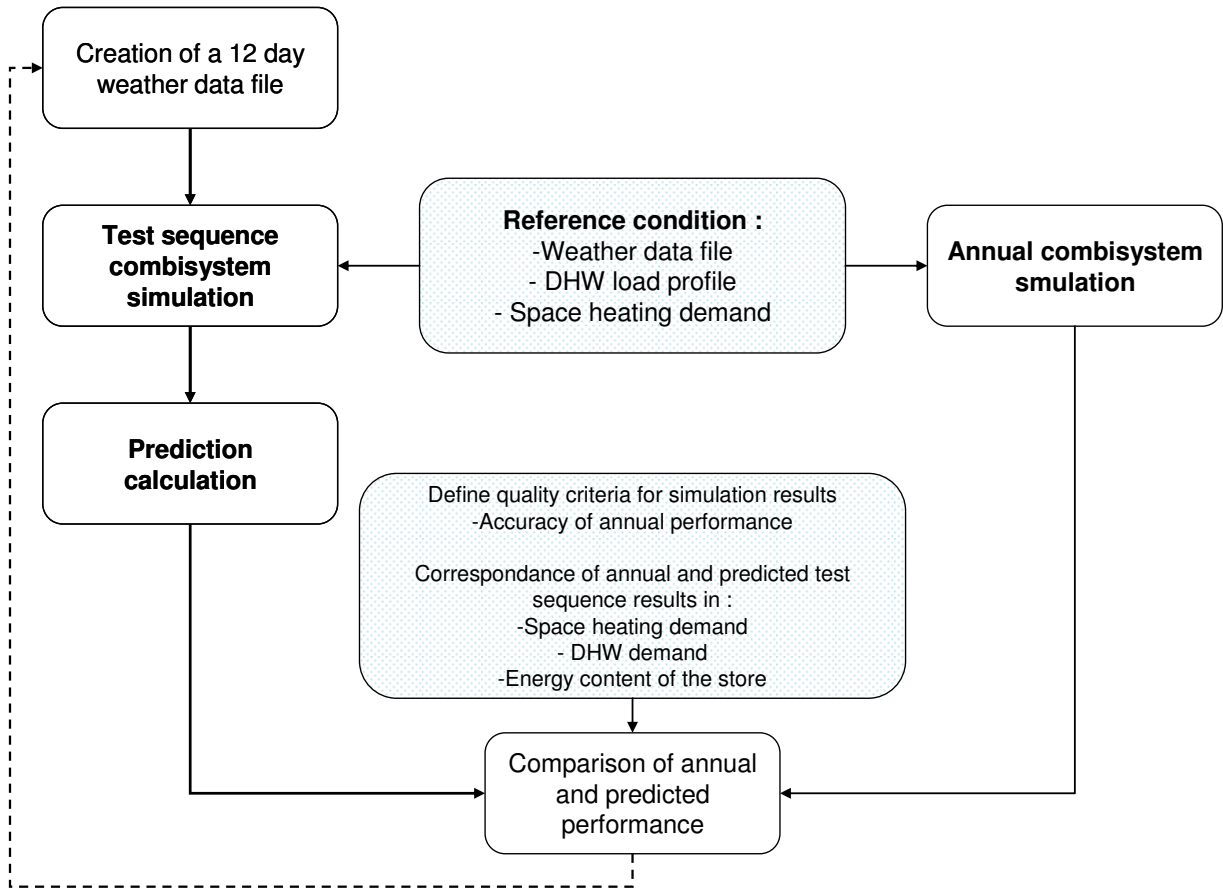 Creation of a 12 day
weather data file
Test sequence
combisystem
simulation
Reference condition :
-Weather data file
- DHW load profile
- Space heating demand
Annual combisystem
smulation
Prediction
calculation
Define quality criteria for simulation results
-Accuracy of annual performance
Correspondance of annual and predicted test
sequence results in :
-Space heating demand
- DHW demand
-Energy content of the store
Comparison of annual
and predicted
performance